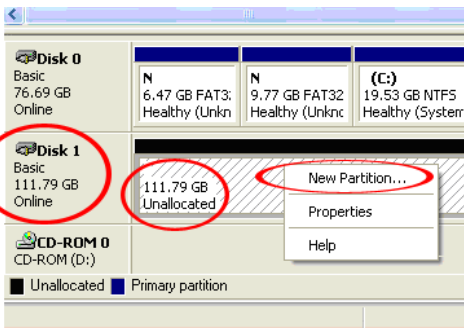 Disk 0
Basic
76.69 GB
Online
N
6.47 GB FAT32
Healthy (Unkn
N
9.77 GB FAT32
Healthy (Unknc
(C:)
19.53 GB NTFS
Healthy (System
Disk 1
Basic
111.79 GB
Online
111.79 GB
Unallocated
New Partition...
Properties
Help
CD-ROM 0
CD-ROM (D:)
Unallocated
Primary partition